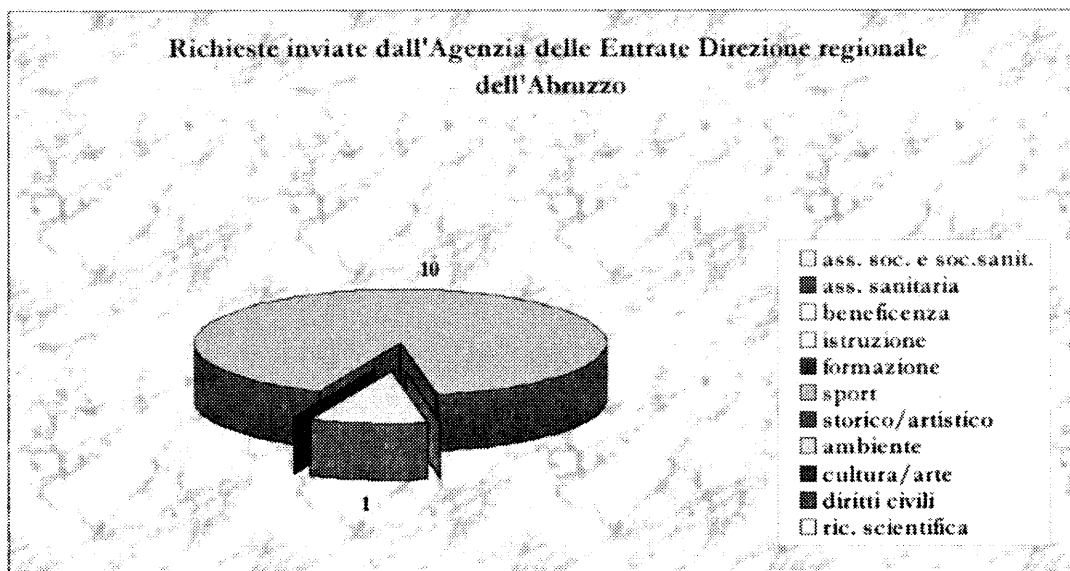 Richieste inviate dall'Agenzia delle Entrate Direzione regionale
dell'Abruzzo
10
1
ass. soc. e soc.sanit.
ass. sanitaria
beneficenza
istruzione
formazione
sport
storico/artistico
ambiente
cultura/arte
diritti civili
ric. scientifica